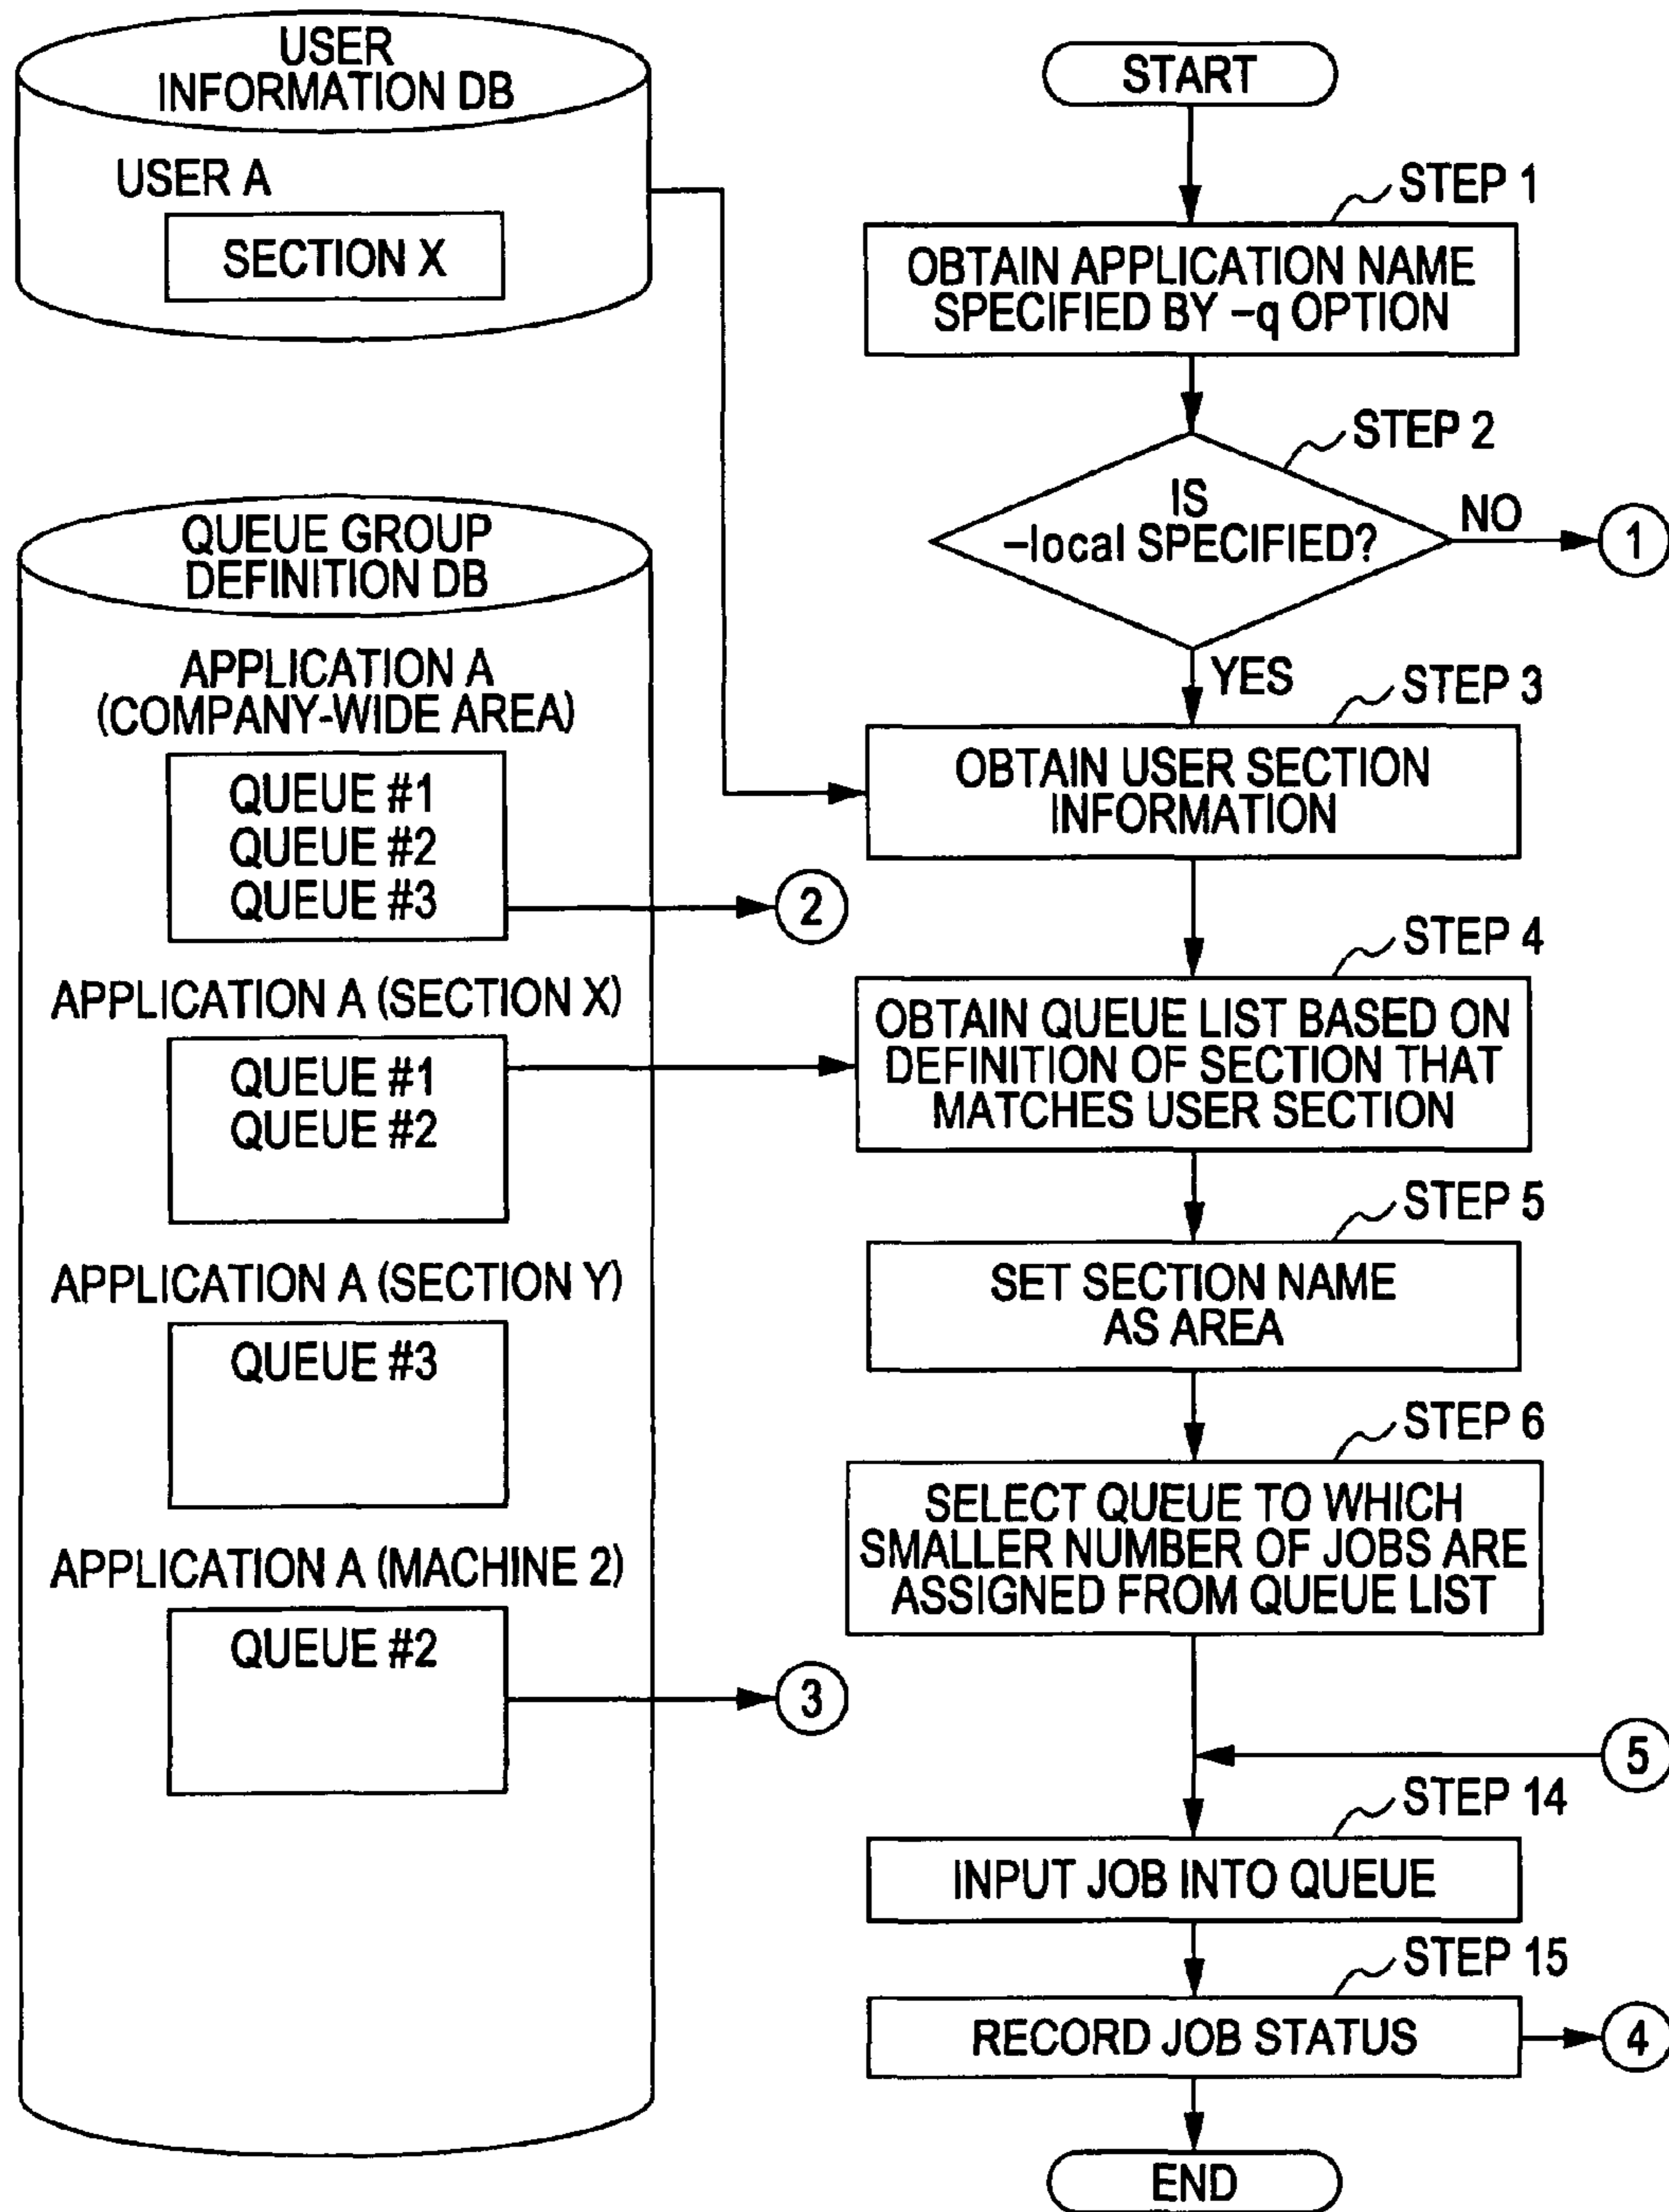 USER
INFORMATION DB
USER A
SECTION X
QUEUE GROUP
DEFINITION DB
APPLICATION A
(COMPANY-WIDE AREA)
QUEUE #1
QUEUE #2
QUEUE #3
2
APPLICATION A (SECTION X)
QUEUE #1
QUEUE #2
APPLICATION A (SECTION Y)
QUEUE #3
APPLICATION A (MACHINE 2)
QUEUE #2
3
START
STEP 1
OBTAIN APPLICATION NAME
SPECIFIED BY –q OPTION
STEP 2
IS
–local SPECIFIED?
NO
1
YES
STEP 3
OBTAIN USER SECTION
INFORMATION
STEP 4
OBTAIN QUEUE LIST BASED ON
DEFINITION OF SECTION THAT
MATCHES USER SECTION
STEP 5
SET SECTION NAME
AS AREA
STEP 6
SELECT QUEUE TO WHICH
SMALLER NUMBER OF JOBS ARE
ASSIGNED FROM QUEUE LIST
5
STEP 14
INPUT JOB INTO QUEUE
STEP 15
RECORD JOB STATUS
4
END